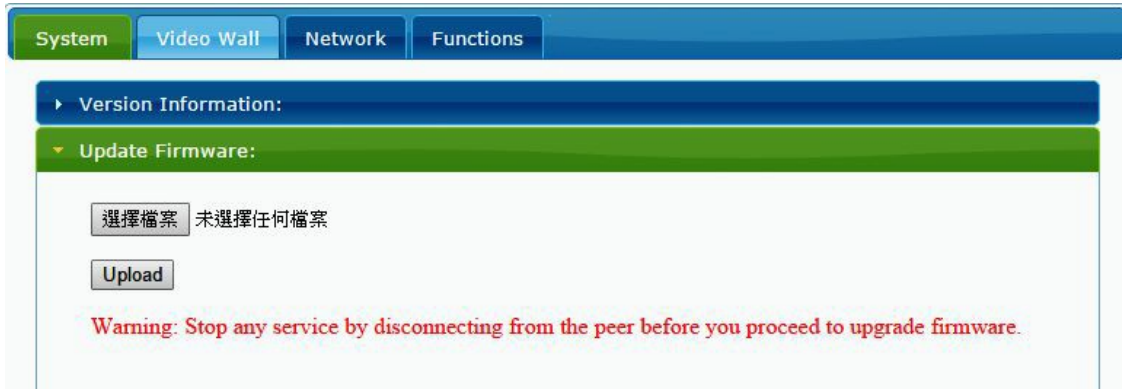 System Video Wall Network Functions
Version Information:
Update Firmware:
選擇檔案 未選擇任何檔案
Upload
Warning: Stop any service by disconnecting from the peer before you proceed to upgrade firmware.